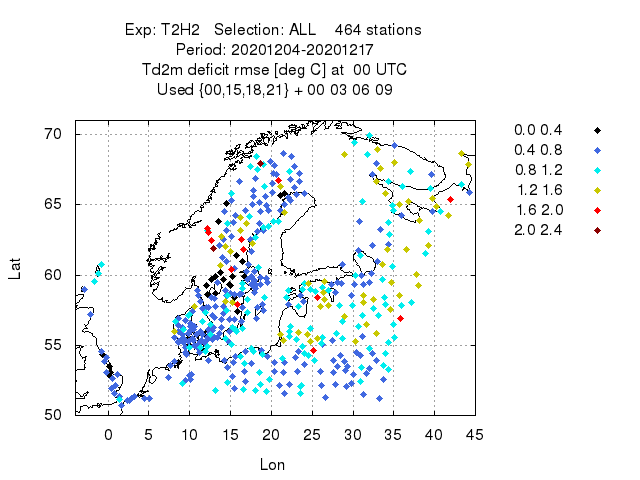 Exp: T2H2   Selection: ALL    464 stations
Period: 20201204-20201217
Td2m deficit rmse [deg C] at  00 UTC
Used {00,15,18,21} + 00 03 06 09
0.0 0.4
0.4 0.8
0.8 1.2
1.2 1.6
1.6 2.0
2.0 2.4
70
65
60
55
50
Lat
0 5 10 15 20 25 30 35 40 45
Lon